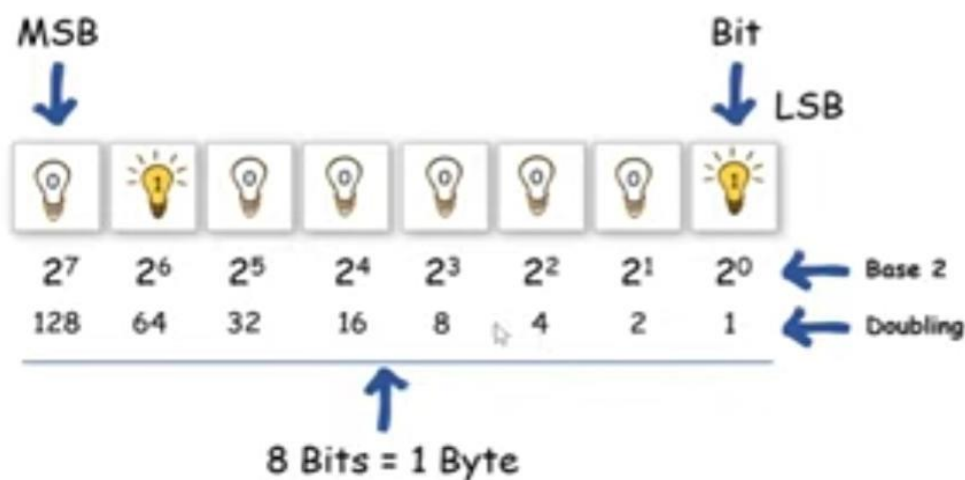 MSB Bit
LSB
0 1 0 0 0 0 0 1
2⁷ 2⁶ 2⁵ 2⁴ 2³ 2² 2¹ 2⁰ Base 2
128 64 32 16 8 4 2 1 Doubling
8 Bits = 1 Byte